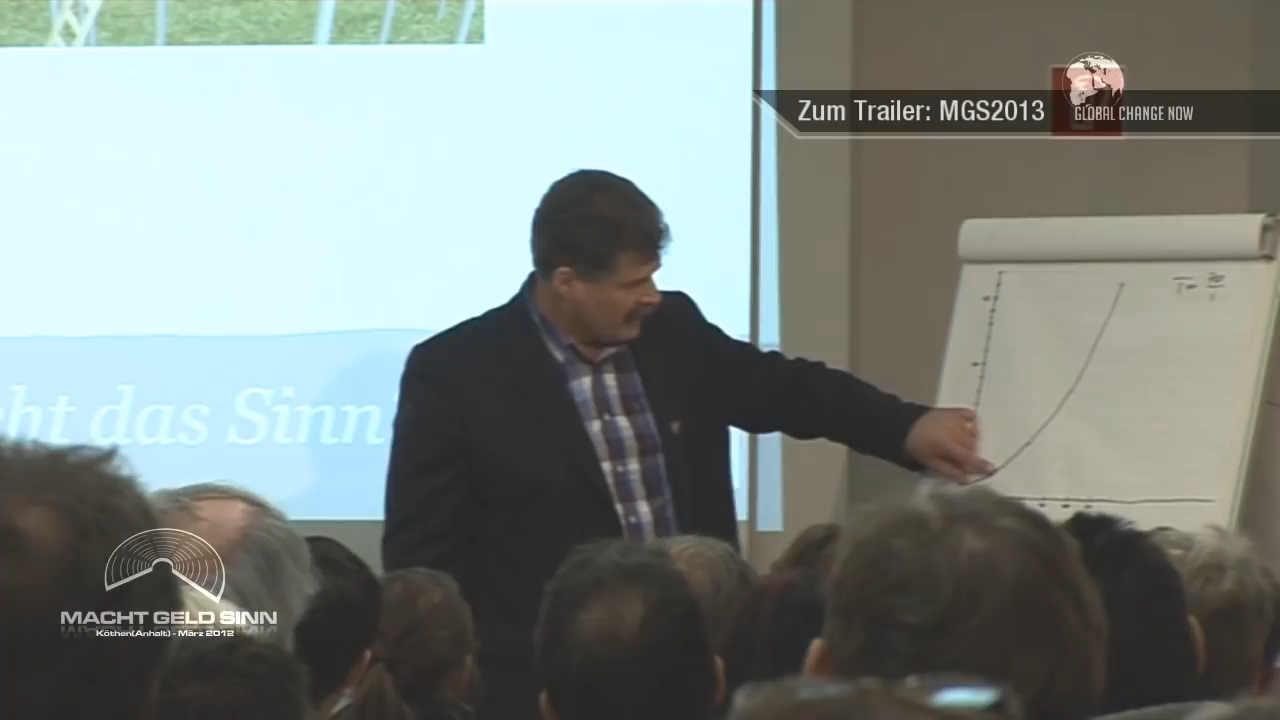 Zum Trailer: MGS2013
GLOBAL CHANGE NOW
cht das Sinn
MACHT GELD SINN
Köthen(Anhalt) - März 2012